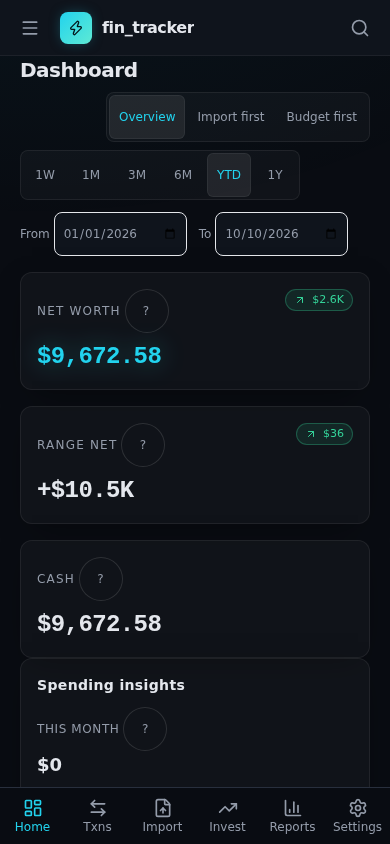 fin_tracker
Dashboard
Overview Import first Budget first
1W 1M 3M 6M YTD 1Y
From 01/01/2026 To 10/10/2026
NET WORTH ? $2.6K
$9,672.58
RANGE NET ? $36
+$10.5K
CASH ?
$9,672.58
Spending insights
THIS MONTH ?
$0
Home Txns Import Invest Reports Settings